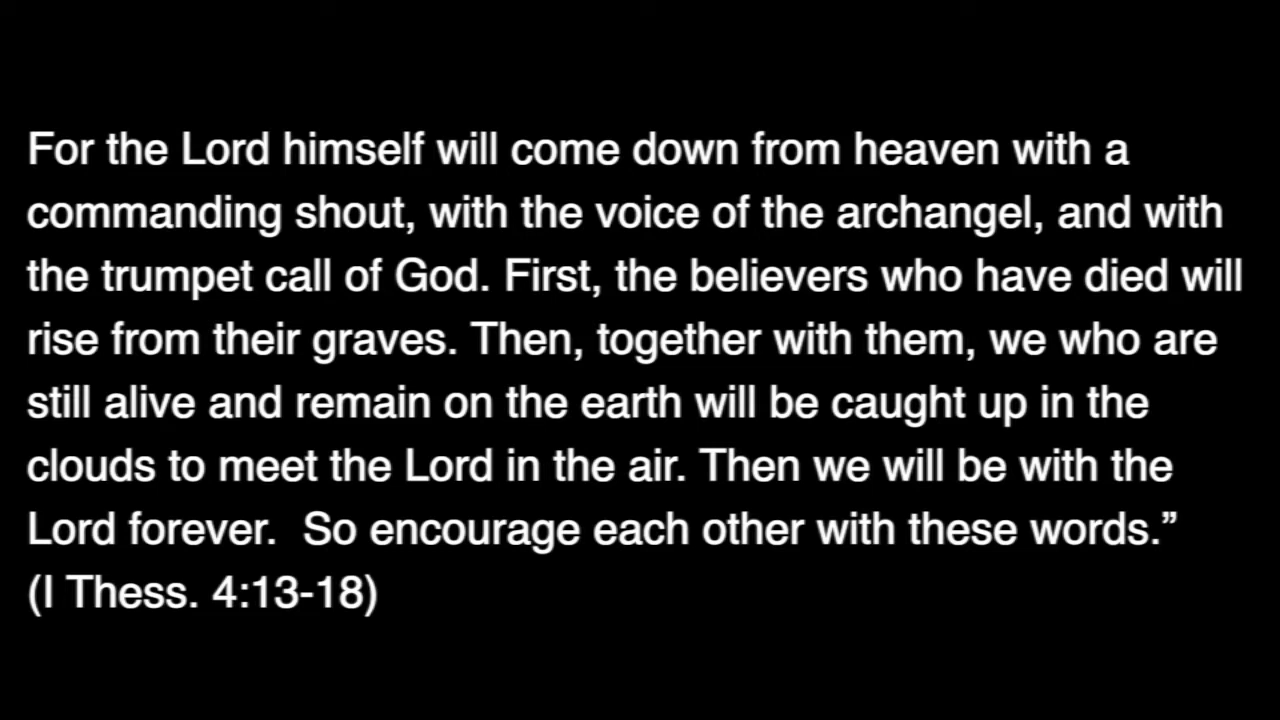 For the Lord himself will come down from heaven with a
commanding shout, with the voice of the archangel, and with
the trumpet call of God. First, the believers who have died will
rise from their graves. Then, together with them, we who are
still alive and remain on the earth will be caught up in the
clouds to meet the Lord in the air. Then we will be with the
Lord forever.  So encourage each other with these words.”
(I Thess. 4:13-18)